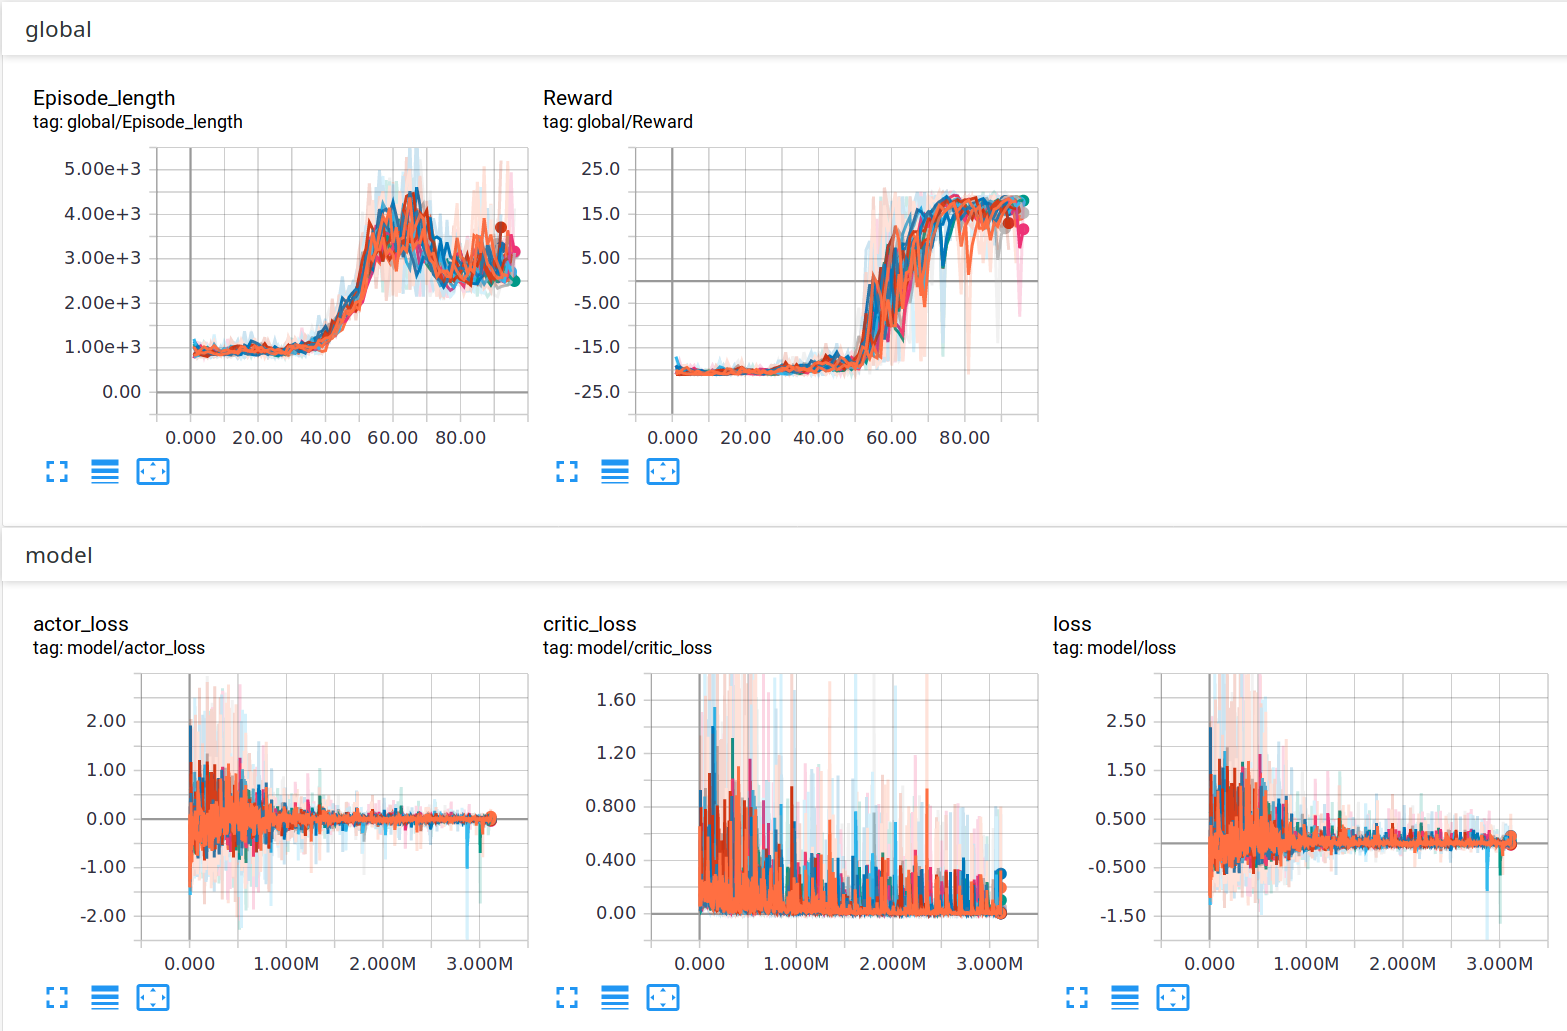 global
Episode_length
tag: global/Episode_length
5.00e+3
4.00e+3
3.00e+3
2.00e+3
1.00e+3
0.00
0.000 20.00 40.00 60.00 80.00
Reward
tag: global/Reward
25.0
15.0
5.00
-5.00
-15.0
-25.0
0.000 20.00 40.00 60.00 80.00
model
actor_loss
tag: model/actor_loss
2.00
1.00
0.00
-1.00
-2.00
0.000 1.000M 2.000M 3.000M
critic_loss
tag: model/critic_loss
1.60
1.20
0.800
0.400
0.00
0.000 1.000M 2.000M 3.000M
loss
tag: model/loss
2.50
1.50
0.500
-0.500
-1.50
0.000 1.000M 2.000M 3.000M